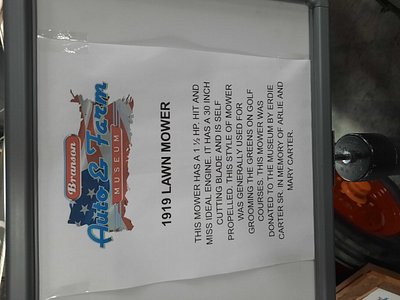 Branson
Auto & Farm
MUSEUM
1919 LAWN MOWER
THIS MOWER HAS A 1 ½ HP HIT AND
MISS IDEAL ENGINE. IT HAS A 30 INCH
CUTTING BLADE AND IS SELF
PROPELLED. THIS STYLE OF MOWER
WAS GENERALLY USED FOR
GROOMING THE GREENS ON GOLF
COURSES. THIS MOWER WAS
DONATED TO THE MUSEUM BY ERDIE
CARTER SR. IN MEMORY OF ARLIE AND
MARY CARTER.